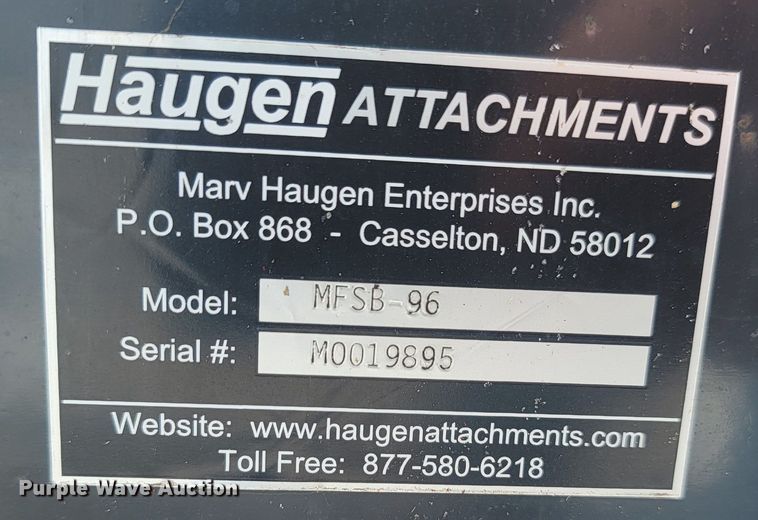 Haugen ATTACHMENTS
Marv Haugen Enterprises Inc.
P.O. Box 868 - Casselton, ND 58012
Model: MFSB-96
Serial #: M0019895
Website: www.haugenattachments.com
Toll Free: 877-580-6218
Purple Wave Auction